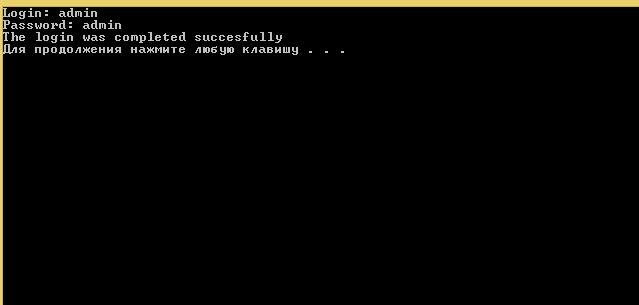 Login: admin
Password: admin
The login was completed succesfully
Для продолжения нажмите любую клавишу . . .